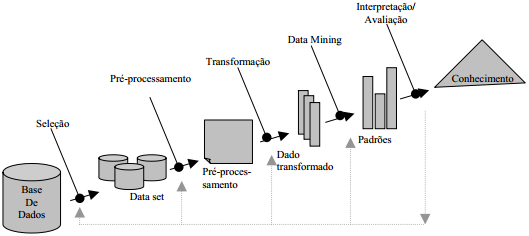 Interpretação/
Avaliação
Data Mining
Transformação
Pré-processamento
Seleção
Conhecimento
Padrões
Dado
transformado
Pré-proces-
samento
Data set
Base
De
Dados